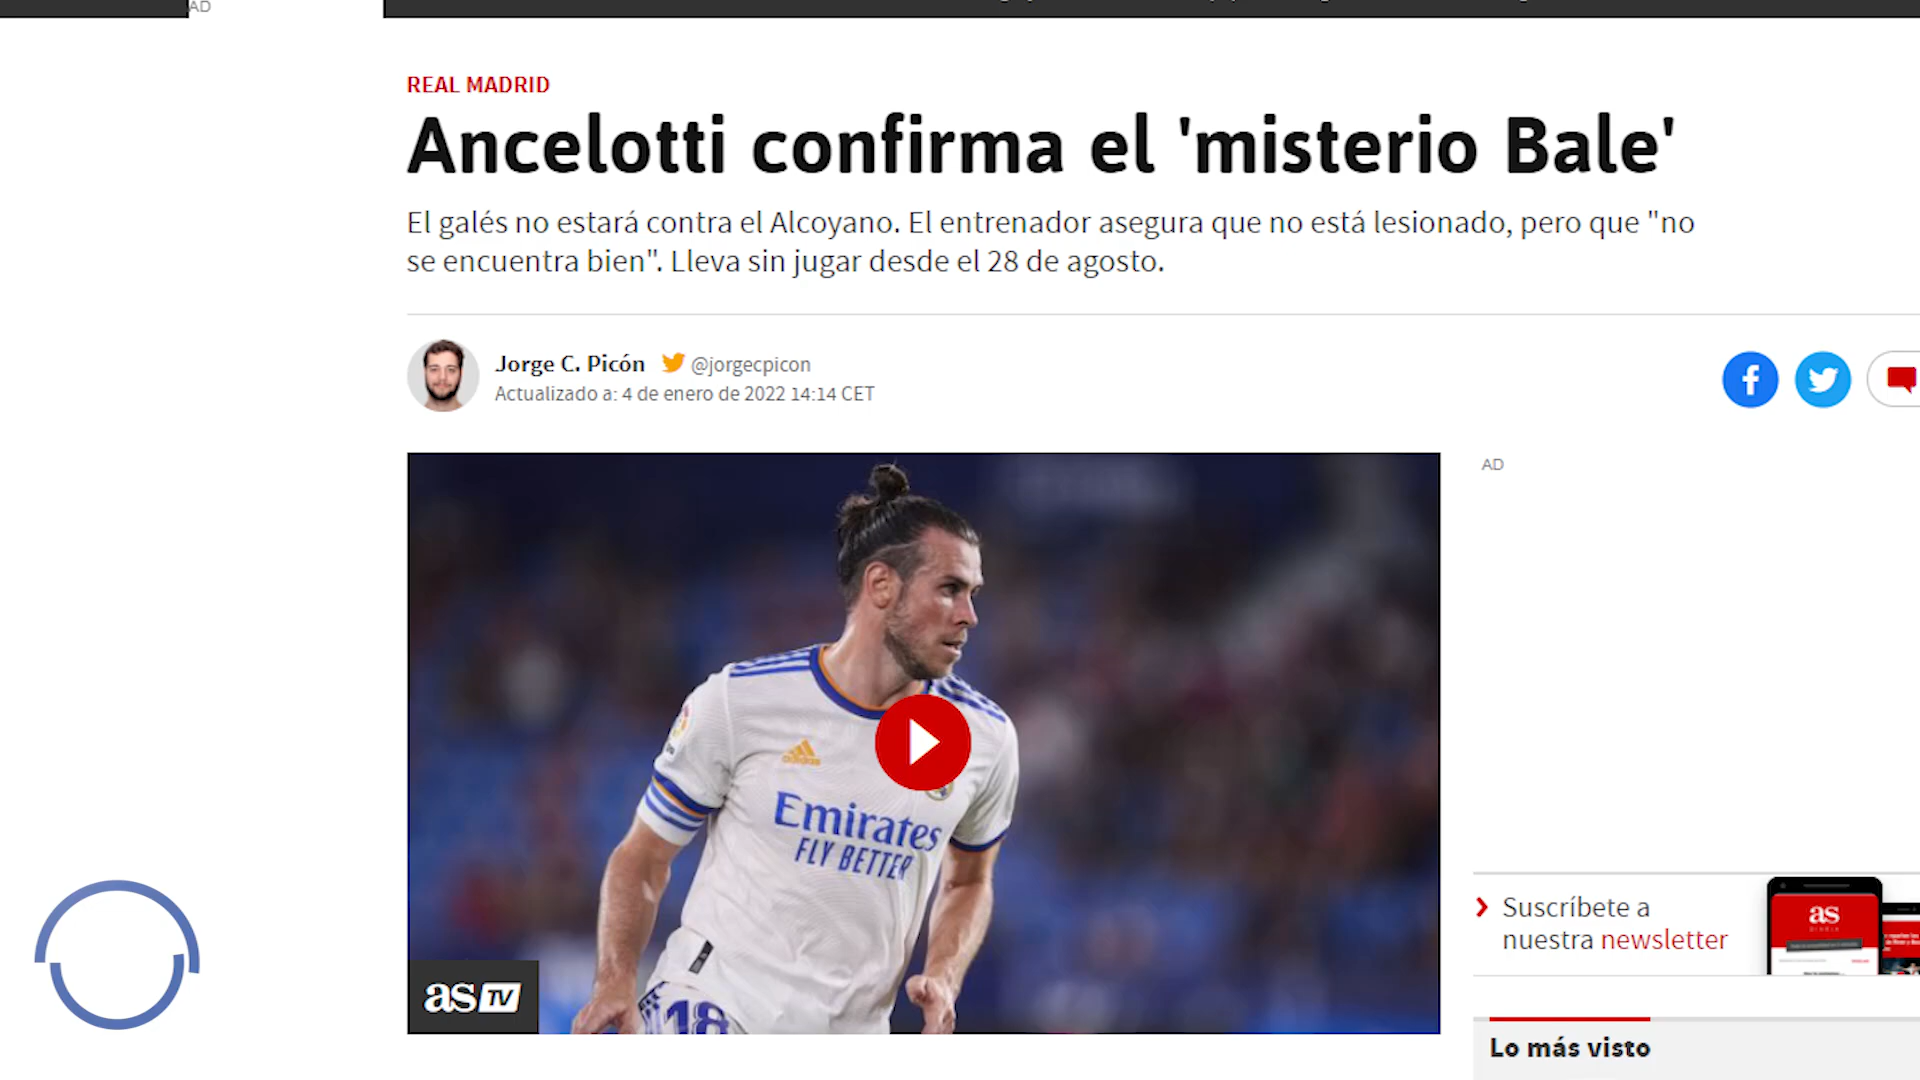 AD
REAL MADRID
Ancelotti confirma el 'misterio Bale'
El galés no estará contra el Alcoyano. El entrenador asegura que no está lesionado, pero que "no
se encuentra bien". Lleva sin jugar desde el 28 de agosto.
Jorge C. Picón @jorgecpicon
Actualizado a: 4 de enero de 2022 14:14 CET
AD
adidas
Emirates
FLY BETTER
18
as TV
Suscríbete a
nuestra newsletter
as
Lo más visto